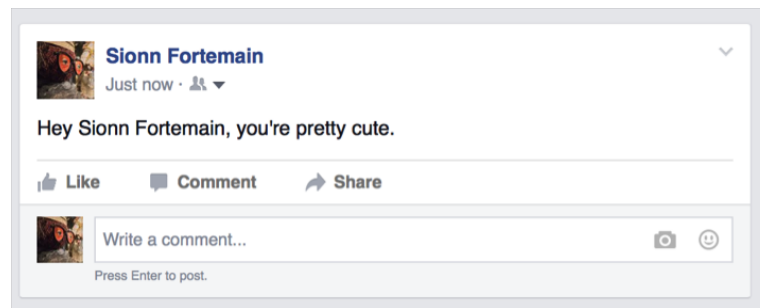 Sionn Fortemain
Just now ·
Hey Sionn Fortemain, you're pretty cute.
Like Comment Share
Write a comment...
Press Enter to post.